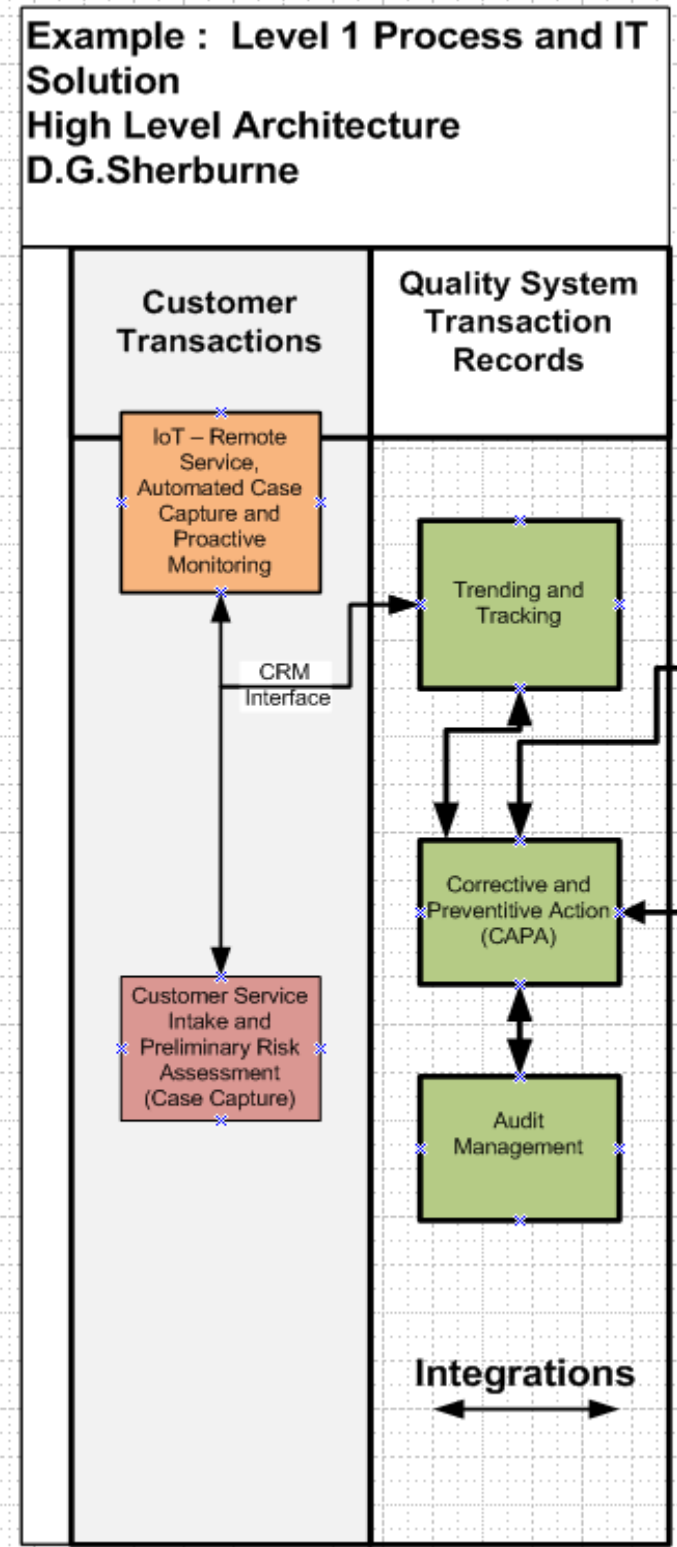 Example :  Level 1 Process and IT
Solution
High Level Architecture
D.G.Sherburne
Customer
Transactions
Quality System
Transaction
Records
IoT – Remote
Service,
Automated Case
Capture and
Proactive
Monitoring
Trending and
Tracking
CRM
Interface
Corrective and
Preventitive Action
(CAPA)
Customer Service
Intake and
Preliminary Risk
Assessment
(Case Capture)
Audit
Management
Integrations